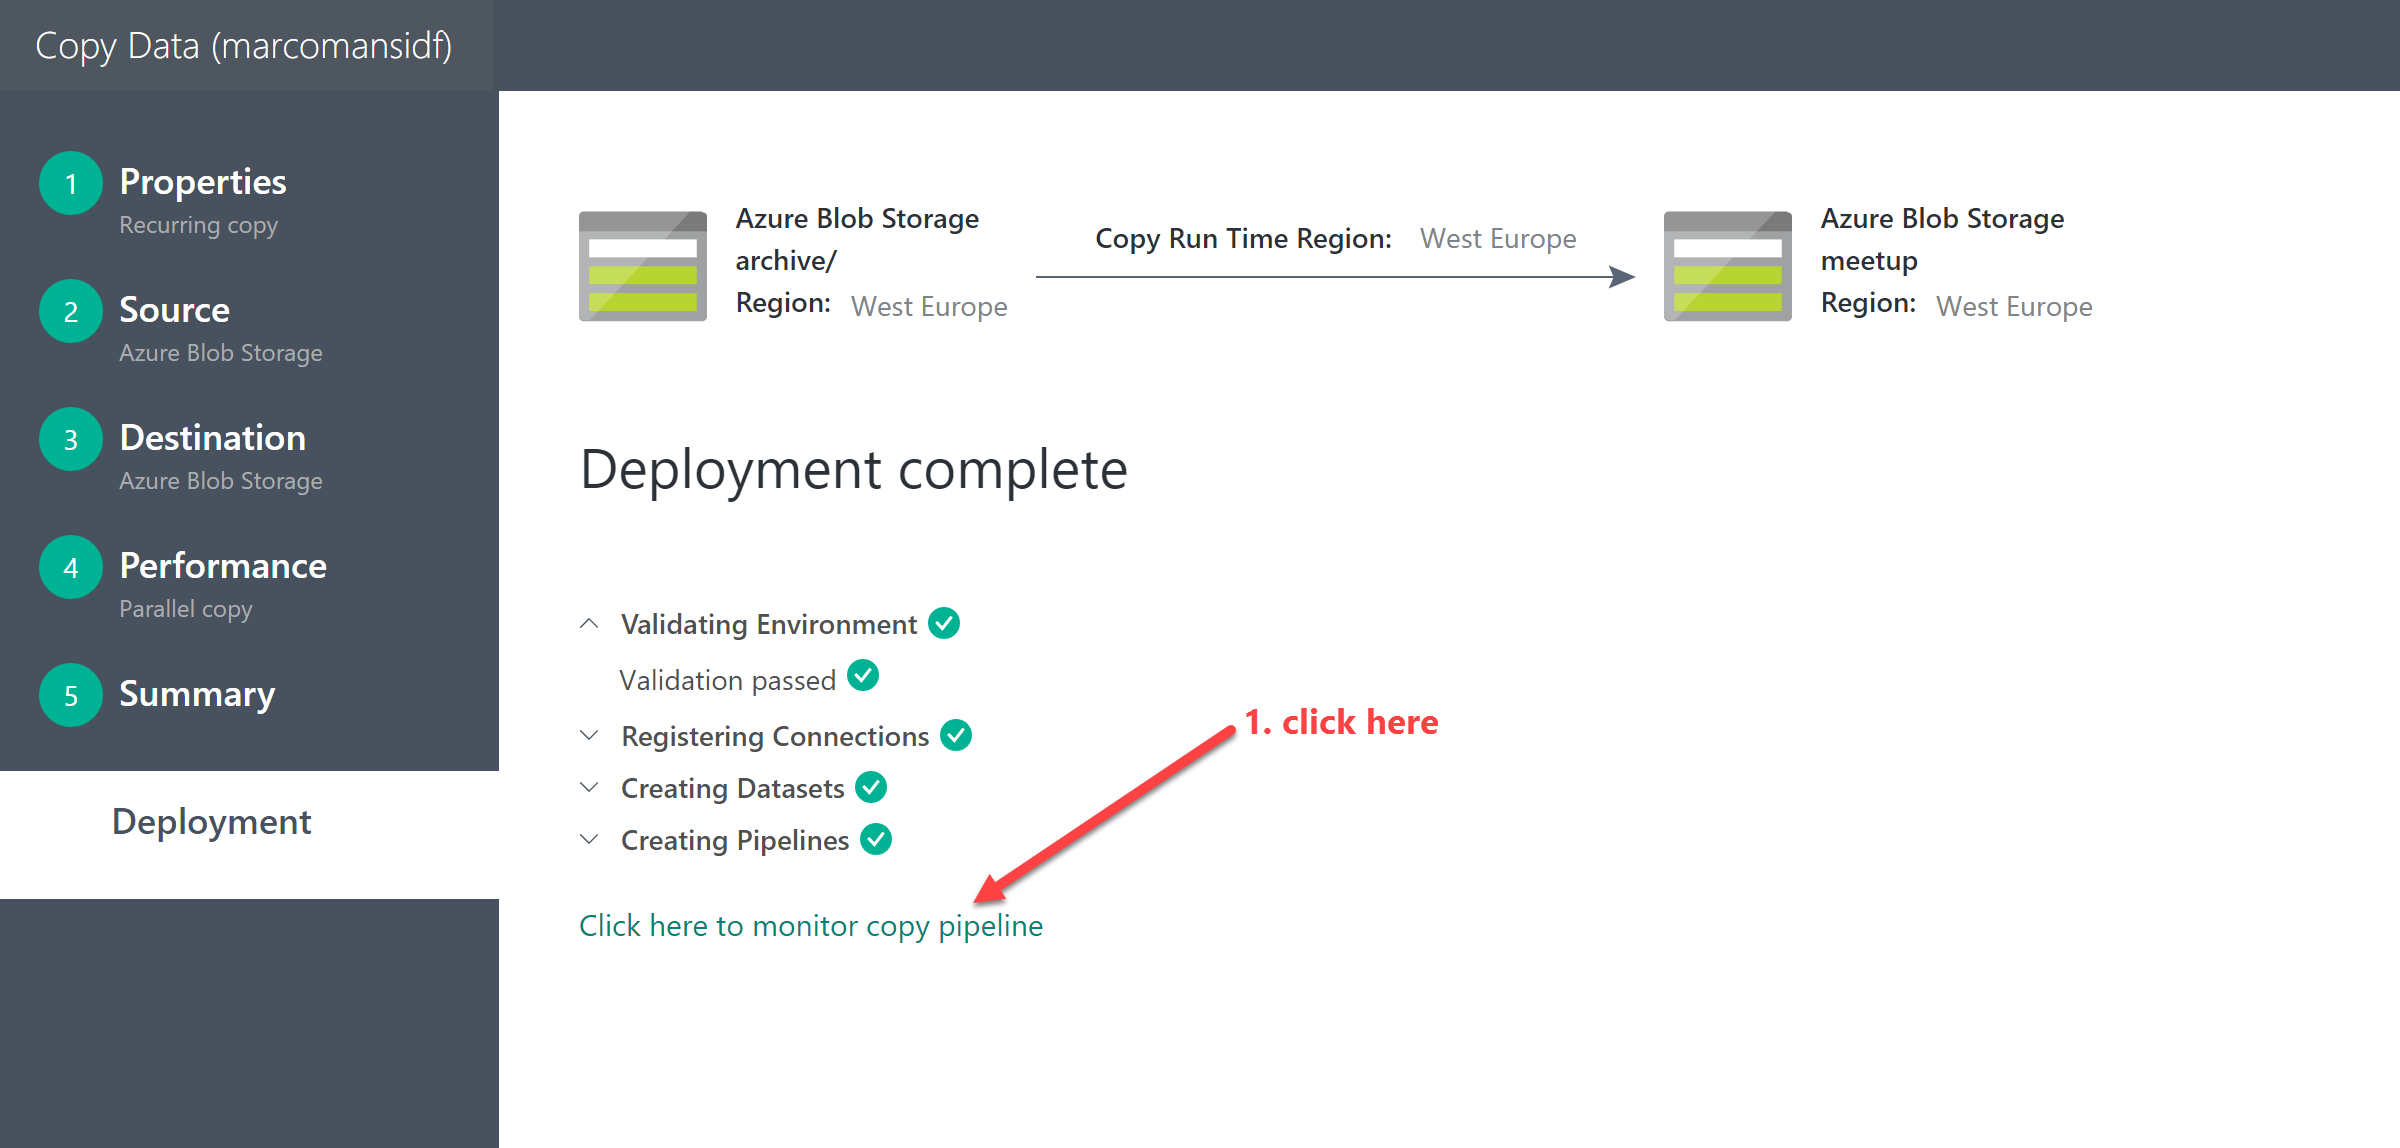 Copy Data (marcomansidf)
1
Properties
Recurring copy
2
Source
Azure Blob Storage
3
Destination
Azure Blob Storage
4
Performance
Parallel copy
5
Summary
Deployment
Azure Blob Storage
archive/
Region: West Europe
Copy Run Time Region: West Europe
Azure Blob Storage
meetup
Region: West Europe
Deployment complete
Validating Environment
Validation passed
Registering Connections
Creating Datasets
Creating Pipelines
1. click here
Click here to monitor copy pipeline